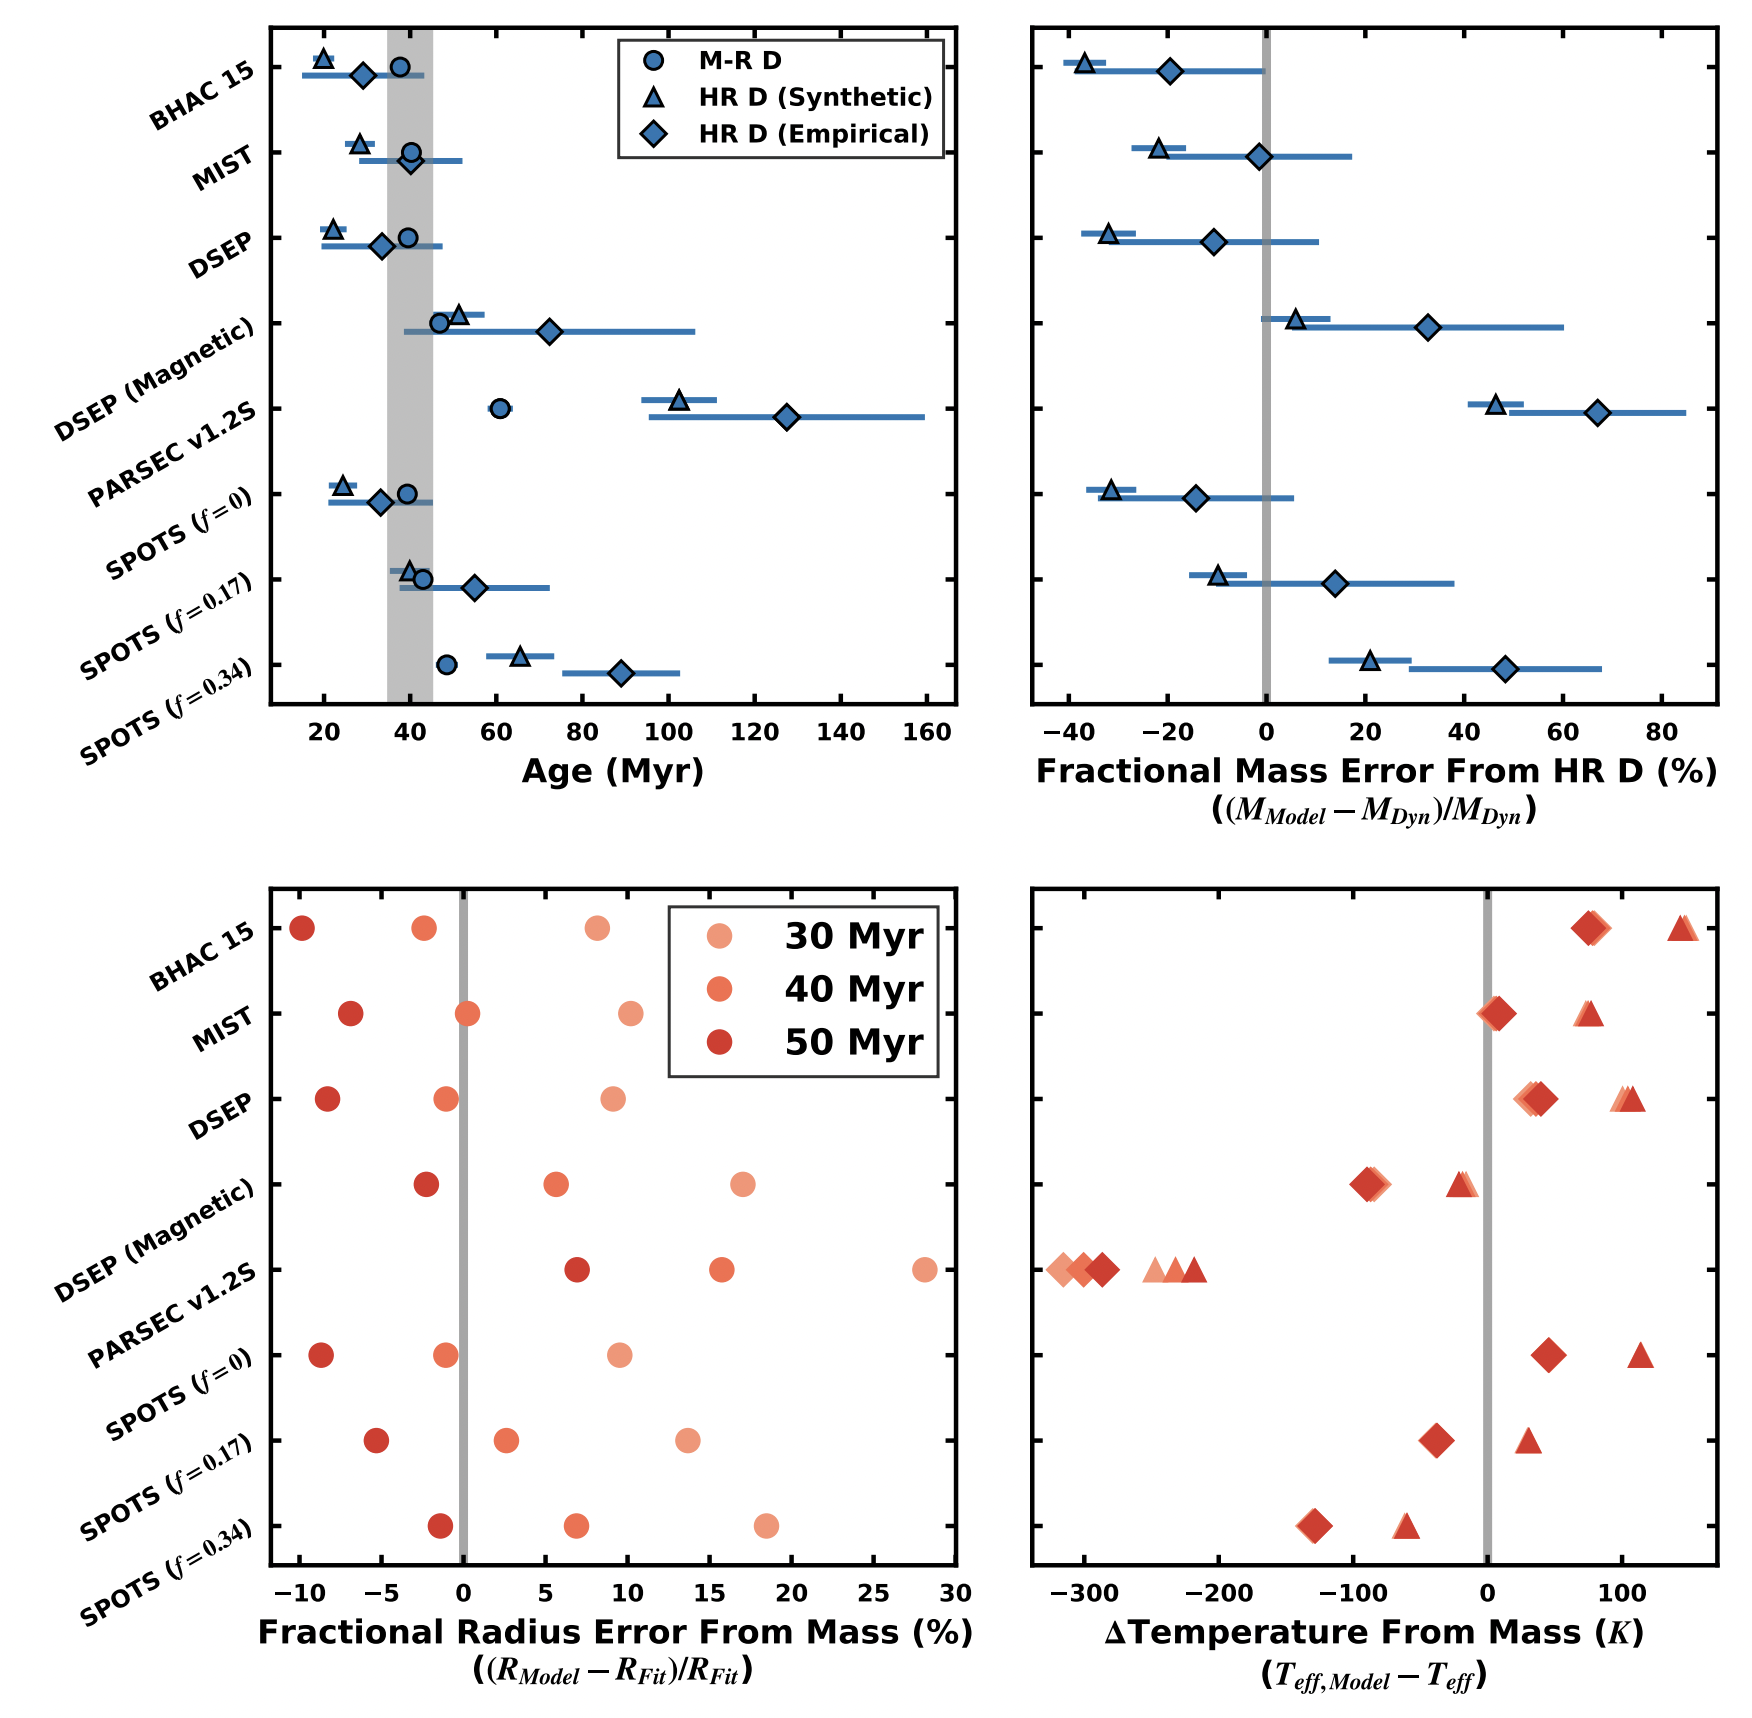 M-R D
HR D (Synthetic)
HR D (Empirical)
BHAC 15
MIST
DSEP
DSEP (Magnetic)
PARSEC v1.2S
SPOTS (f=0)
SPOTS (f=0.17)
SPOTS (f=0.34)
20 40 60 80 100 120 140 160
Age (Myr)
−40 −20 0 20 40 60 80
Fractional Mass Error From HR D (%)
((M_Model − M_Dyn)/M_Dyn)
30 Myr
40 Myr
50 Myr
BHAC 15
MIST
DSEP
DSEP (Magnetic)
PARSEC v1.2S
SPOTS (f=0)
SPOTS (f=0.17)
SPOTS (f=0.34)
−10 −5 0 5 10 15 20 25 30
Fractional Radius Error From Mass (%)
((R_Model − R_Fit)/R_Fit)
−300 −200 −100 0 100
ΔTemperature From Mass (K)
(T_eff,Model − T_eff)